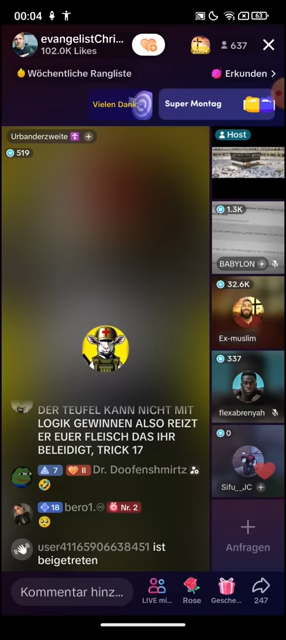 00:04
63
evangelistChri...
102.0K Likes
637
Wöchentliche Rangliste
Erkunden >
Vielen Dank
Super Montag
Urbanderzweite ✝️ +
519
Host
1.3K
BABYLON +
32.6K
Ex-muslim
337
flexabrenyah
0
Sifu__JC +
DER TEUFEL KANN NICHT MIT
LOGIK GEWINNEN ALSO REIZT
ER EUER FLEISCH DAS IHR
BELEIDIGT, TRICK 17
7 II Dr. Doofenshmirtz
🤣
18 bero1.♾ Nr. 2
🥺
user41165906638451 ist
beigetreten
+
Anfragen
Kommentar hinz...
LIVE mi...
Rose
Gesche...
247